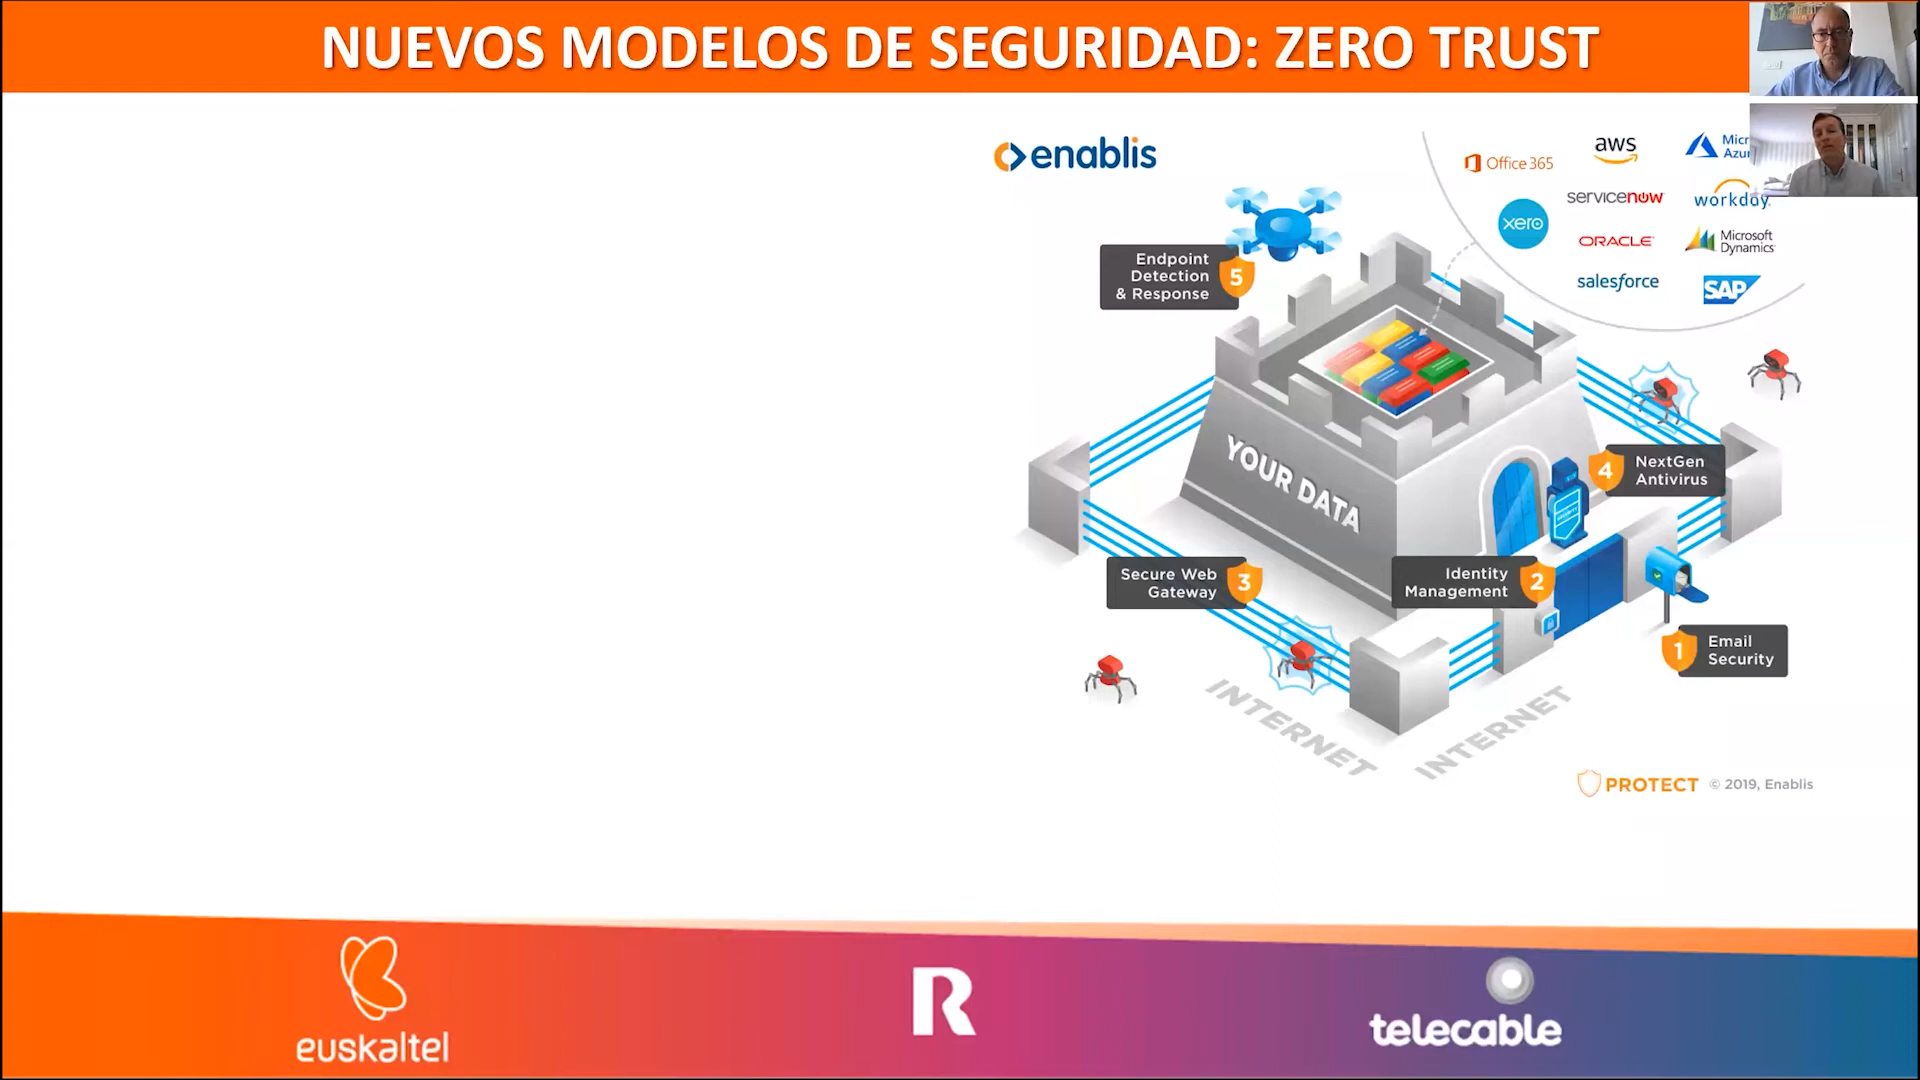 NUEVOS MODELOS DE SEGURIDAD: ZERO TRUST
enablis
Office 365
aws
Micr
Azu
servicenow
workday.
xero
ORACLE
Microsoft
Dynamics
salesforce
SAP
Endpoint
Detection
& Response
5
YOUR DATA
4
NextGen
Antivirus
Secure Web
Gateway
3
Identity
Management
2
1
Email
Security
INTERNET
INTERNET
PROTECT © 2019, Enablis
euskaltel
R
telecable